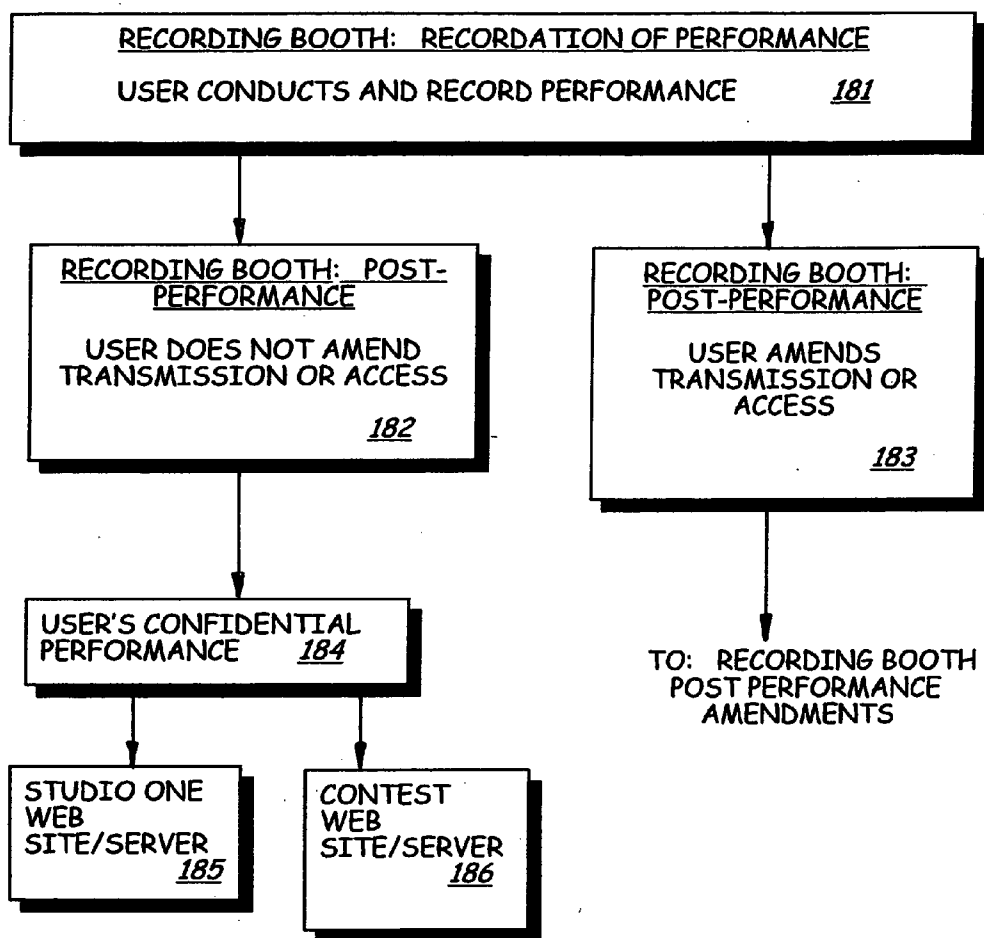 RECORDING BOOTH: RECORDATION OF PERFORMANCE
USER CONDUCTS AND RECORD PERFORMANCE 181
RECORDING BOOTH: POST-
PERFORMANCE
USER DOES NOT AMEND
TRANSMISSION OR ACCESS
182
RECORDING BOOTH:
POST-PERFORMANCE
USER AMENDS
TRANSMISSION OR
ACCESS
183
USER'S CONFIDENTIAL
PERFORMANCE 184
TO: RECORDING BOOTH
POST PERFORMANCE
AMENDMENTS
STUDIO ONE
WEB
SITE/SERVER
185
CONTEST
WEB
SITE/SERVER
186